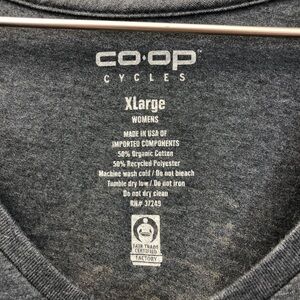 CO·OP™
CYCLES
XLarge
WOMENS
MADE IN USA OF
IMPORTED COMPONENTS
50% Organic Cotton
50% Recycled Polyester
Machine wash cold / Do not bleach
Tumble dry low / Do not iron
Do not dry clean
RN# 37249
FAIR TRADE
CERTIFIED
FACTORY